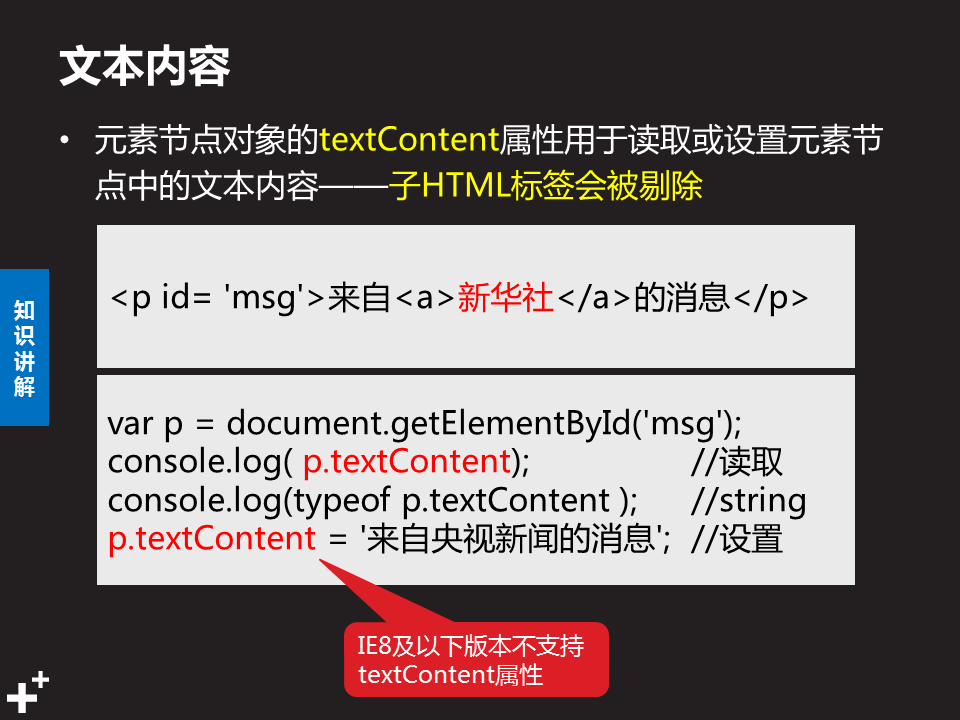 文本内容
• 元素节点对象的textContent属性用于读取或设置元素节
点中的文本内容——子HTML标签会被剔除
知识讲解
<p id= 'msg'>来自<a>新华社</a>的消息</p>
var p = document.getElementById('msg');
console.log( p.textContent); //读取
console.log(typeof p.textContent ); //string
p.textContent = '来自央视新闻的消息'; //设置
IE8及以下版本不支持
textContent属性